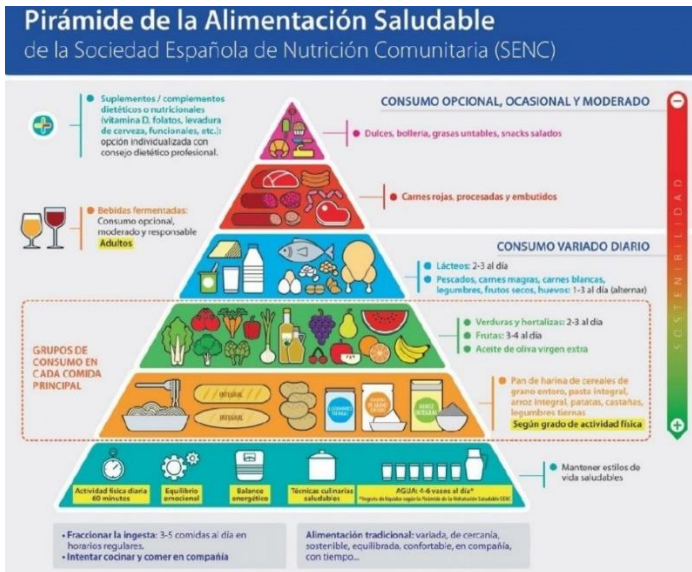 Pirámide de la Alimentación Saludable
de la Sociedad Española de Nutrición Comunitaria (SENC)
Suplementos / complementos
dietéticos o nutricionales
(vitamina D, folatos, levadura
de cerveza, funcionales, etc.):
opción individualizada con
consejo dietético profesional.
CONSUMO OPCIONAL, OCASIONAL Y MODERADO
Dulces, bollería, grasas untables, snacks salados
Carnes rojas, procesadas y embutidos
Bebidas fermentadas:
Consumo opcional,
moderado y responsable
Adultos
CONSUMO VARIADO DIARIO
Lácteos: 2-3 al día
Pescados, carnes magras, carnes blancas,
legumbres, frutos secos, huevos: 1-3 al día (alternar)
SOSTENIBILIDAD
GRUPOS DE
CONSUMO EN
CADA COMIDA
PRINCIPAL
Verduras y hortalizas: 2-3 al día
Frutas: 3-4 al día
Aceite de oliva virgen extra
INTEGRAL
INTEGRAL
Pan de harina de cereales de
grano entero, pasta integral,
arroz integral, patatas, castañas,
legumbres tiernas
Según grado de actividad física
Actividad física diaria
60 minutos
Equilibrio
emocional
Balance
energético
Técnicas culinarias
saludables
AGUA: 4-6 vasos al día*
Mantener estilos de
vida saludables
• Fraccionar la ingesta: 3-5 comidas al día en
horarios regulares.
• Intentar cocinar y comer en compañía
Alimentación tradicional: variada, de cercanía,
sostenible, equilibrada, confortable, en compañía,
con tiempo...